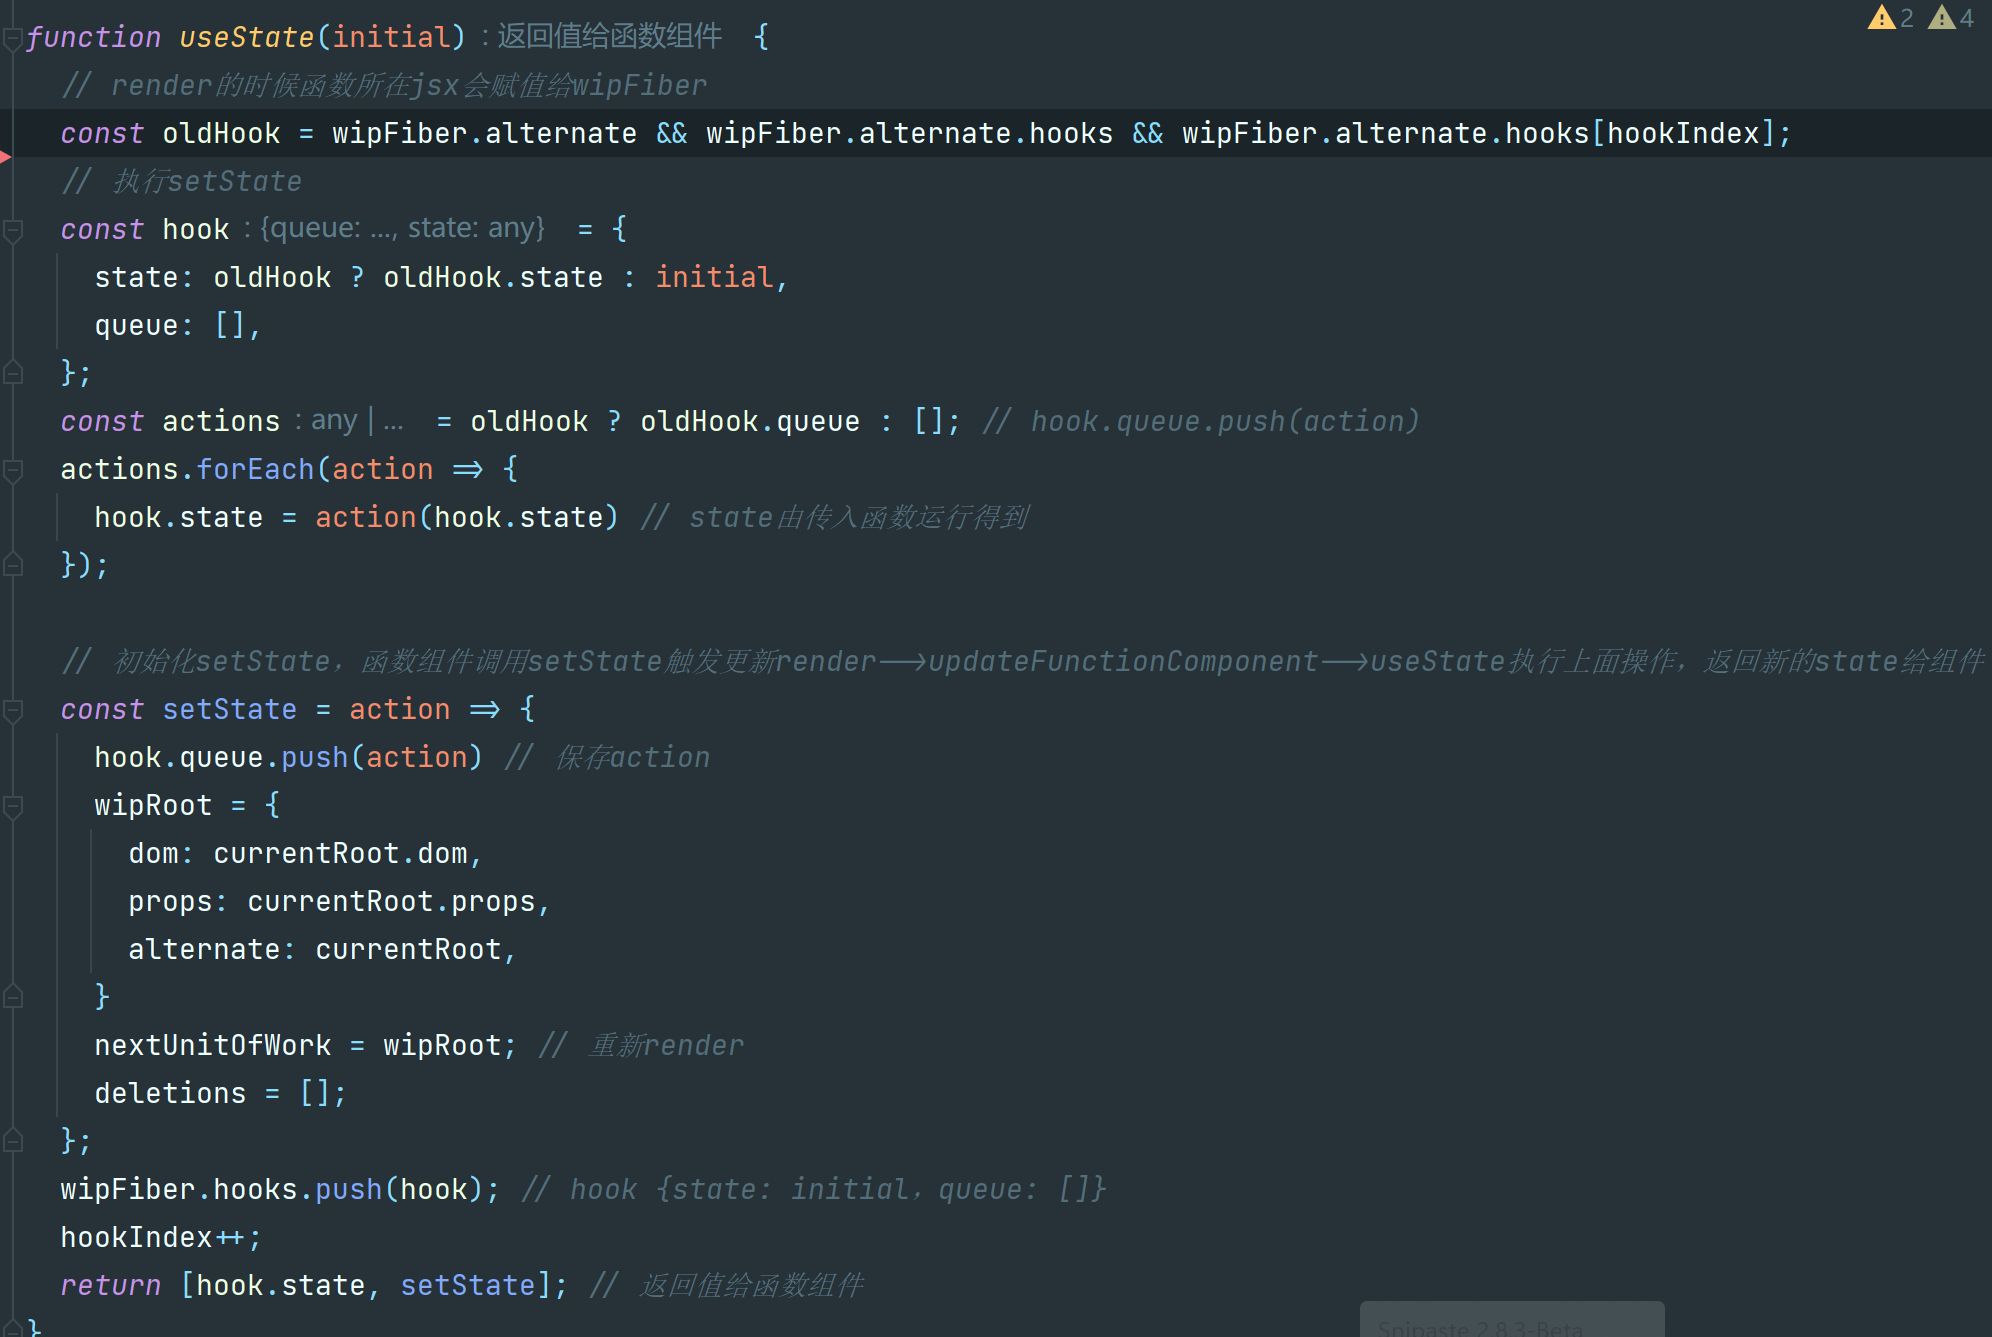 function useState(initial) : 返回值给函数组件 {
2 4
// render的时候函数所在jsx会赋值给wipFiber
const oldHook = wipFiber.alternate && wipFiber.alternate.hooks && wipFiber.alternate.hooks[hookIndex];
// 执行setState
const hook : {queue: ..., state: any} = {
state: oldHook ? oldHook.state : initial,
queue: [],
};
const actions : any | ... = oldHook ? oldHook.queue : []; // hook.queue.push(action)
actions.forEach(action => {
hook.state = action(hook.state) // state由传入函数运行得到
});
// 初始化setState，函数组件调用setState触发更新render-->updateFunctionComponent-->useState执行上面操作，返回新的state给组件
const setState = action => {
hook.queue.push(action) // 保存action
wipRoot = {
dom: currentRoot.dom,
props: currentRoot.props,
alternate: currentRoot,
}
nextUnitOfWork = wipRoot; // 重新render
deletions = [];
};
wipFiber.hooks.push(hook); // hook {state: initial，queue: []}
hookIndex++;
return [hook.state, setState]; // 返回值给函数组件
}
Snipaste 2.8.3-Beta